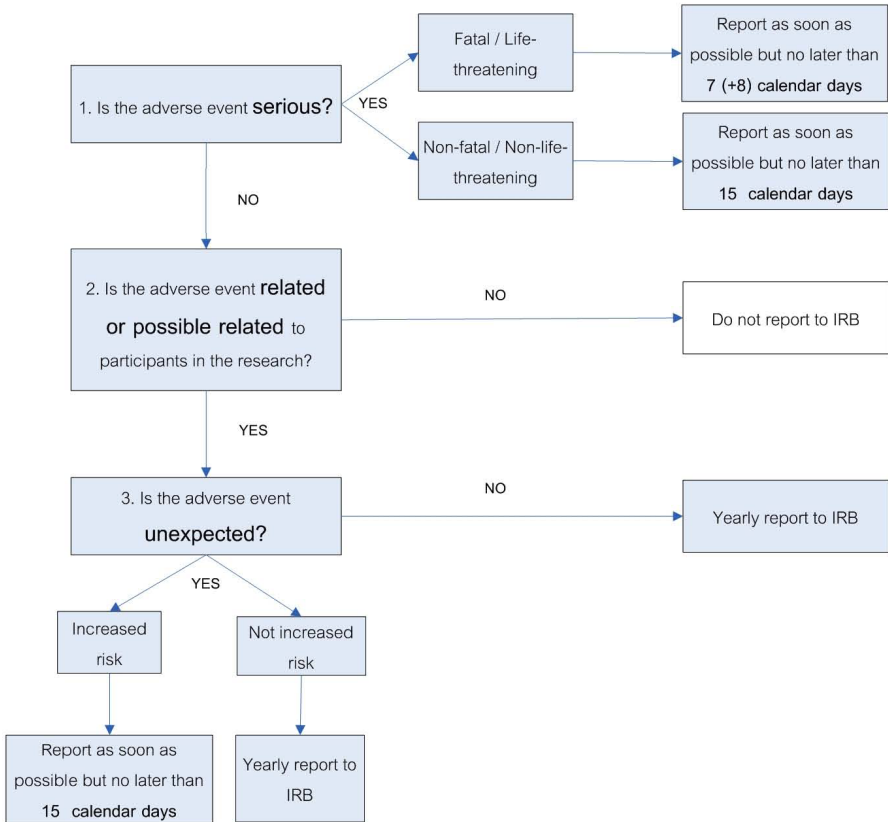 Fatal / Life-
threatening
Report as soon as
possible but no later than
7 (+8) calendar days
1. Is the adverse event serious?
YES
Non-fatal / Non-life-
threatening
Report as soon as
possible but no later than
15 calendar days
NO
2. Is the adverse event related
or possible related to
participants in the research?
NO
Do not report to IRB
YES
3. Is the adverse event
unexpected?
NO
Yearly report to IRB
YES
Increased
risk
Not increased
risk
Report as soon as
possible but no later than
15 calendar days
Yearly report to
IRB